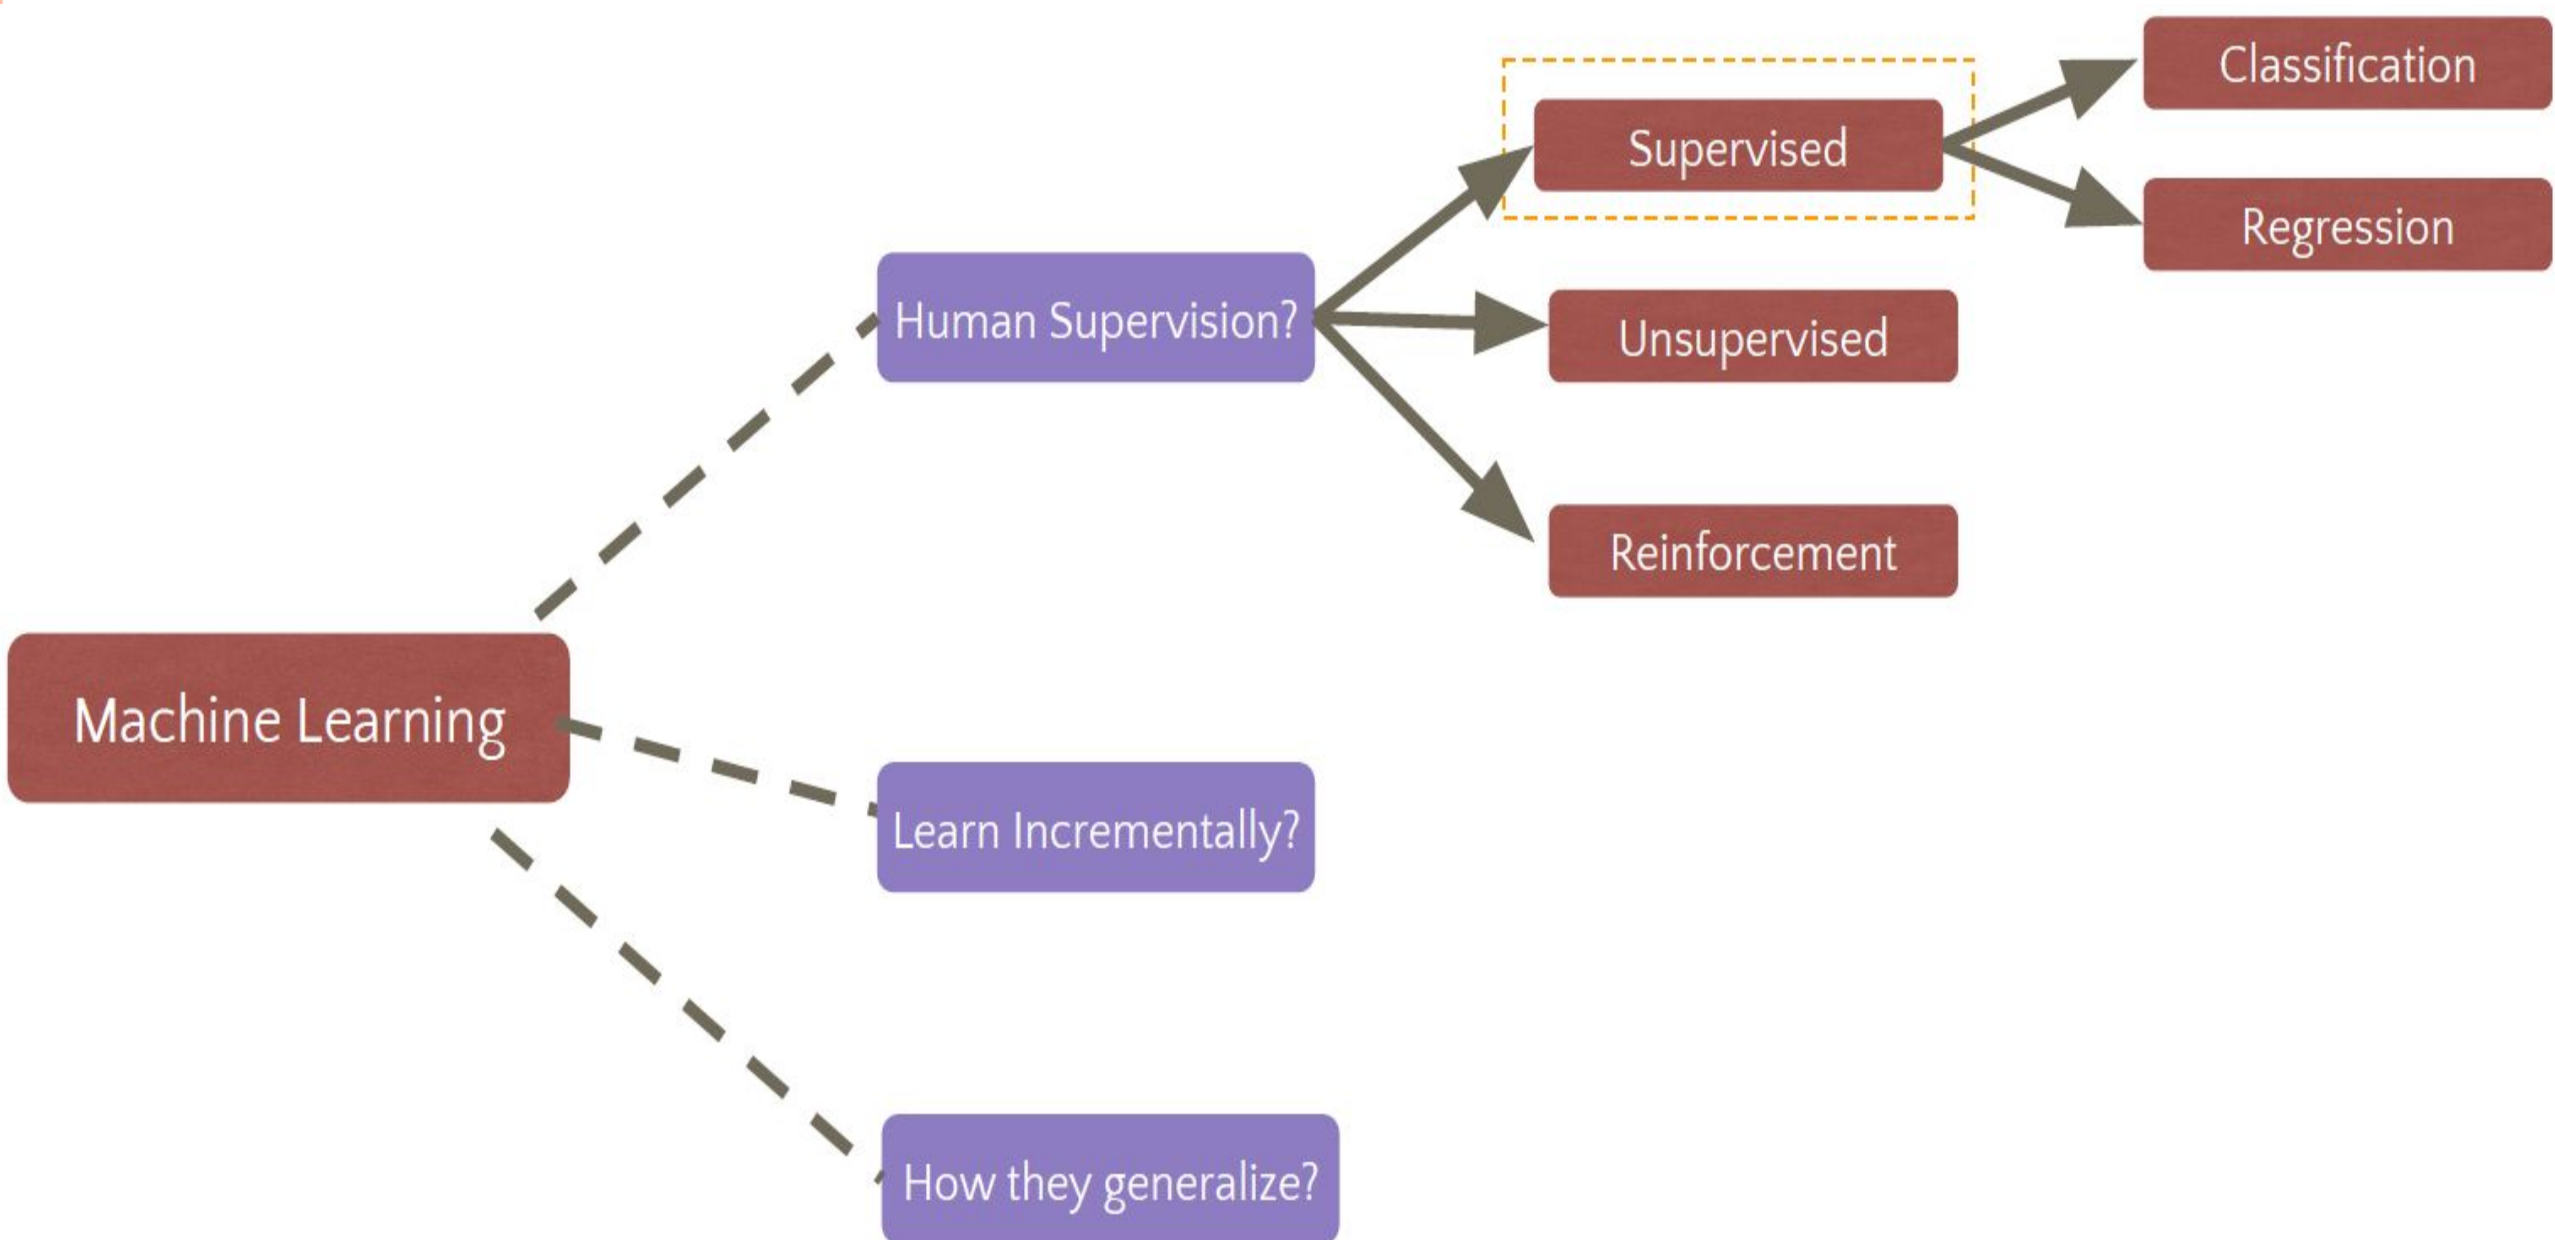 Classification
Supervised
Regression
Human Supervision?
Unsupervised
Reinforcement
Machine Learning
Learn Incrementally?
How they generalize?